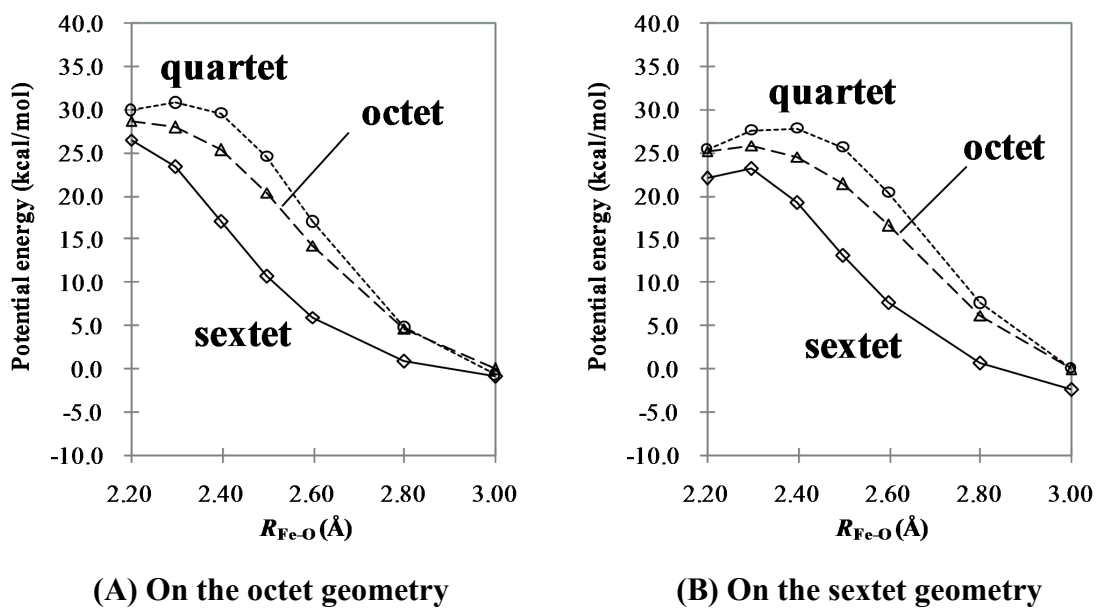 40.0
35.0
30.0
25.0
20.0
15.0
10.0
5.0
0.0
-5.0
-10.0
Potential energy (kcal/mol)
quartet
octet
sextet
2.20 2.40 2.60 2.80 3.00
R Fe-O (Å)
(A) On the octet geometry
40.0
35.0
30.0
25.0
20.0
15.0
10.0
5.0
0.0
-5.0
-10.0
Potential energy (kcal/mol)
quartet
octet
sextet
2.20 2.40 2.60 2.80 3.00
R Fe-O (Å)
(B) On the sextet geometry